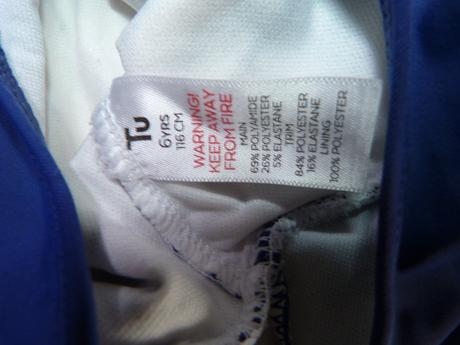 Tu
6YRS
116 CM
WARNING!
KEEP AWAY
FROM FIRE
MAIN
69% POLYAMIDE
26% POLYESTER
5% ELASTANE
TRIM
84% POLYESTER
16% ELASTANE
LINING
100% POLYESTER